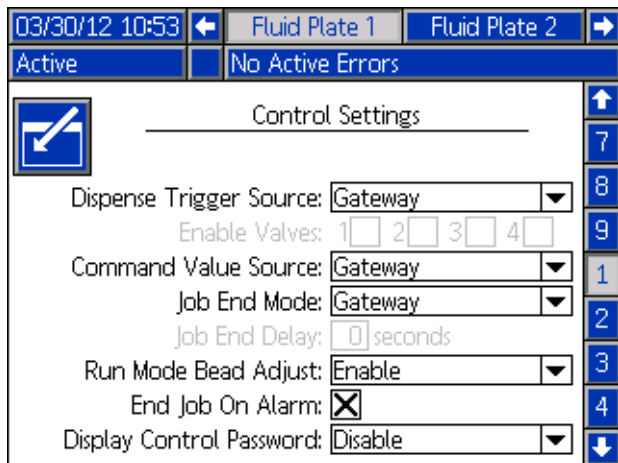 03/30/12 10:53 Fluid Plate 1 Fluid Plate 2
Active No Active Errors
Control Settings
7
Dispense Trigger Source: Gateway
8
Enable Valves: 1 2 3 4
9
Command Value Source: Gateway
1
Job End Mode: Gateway
Job End Delay: 0 seconds
2
Run Mode Bead Adjust: Enable
3
End Job On Alarm: X
4
Display Control Password: Disable